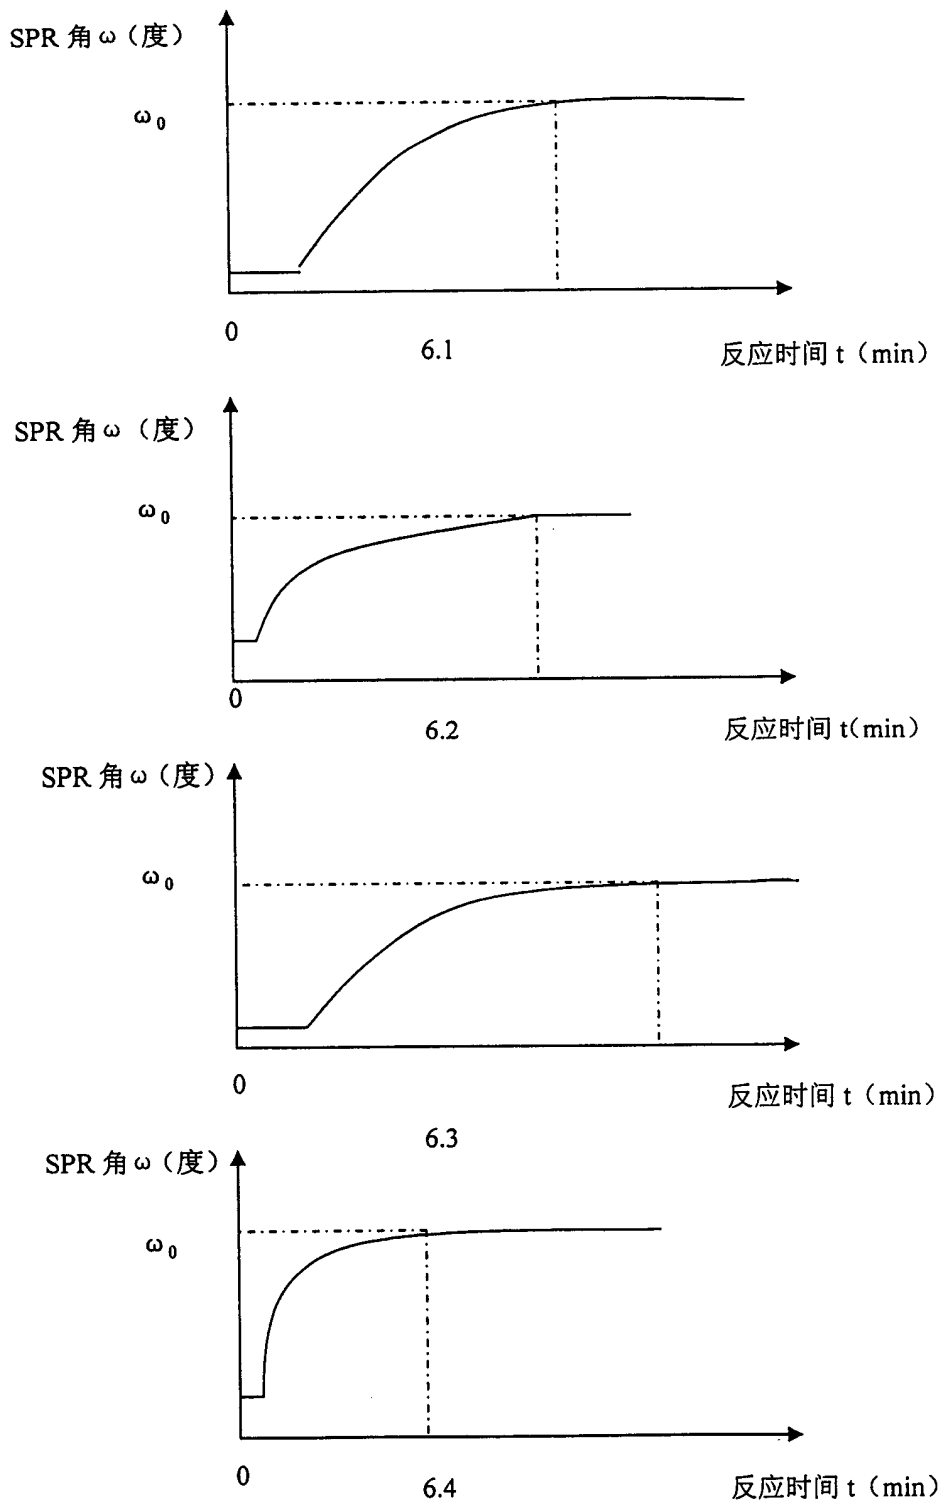 SPR 角 ω（度）
ω0
0
6.1
反应时间 t（min）
SPR 角 ω（度）
ω0
0
6.2
反应时间 t(min)
SPR 角 ω（度）
ω0
0
反应时间 t（min）
6.3
SPR 角 ω（度）
ω0
0
6.4
反应时间 t（min）